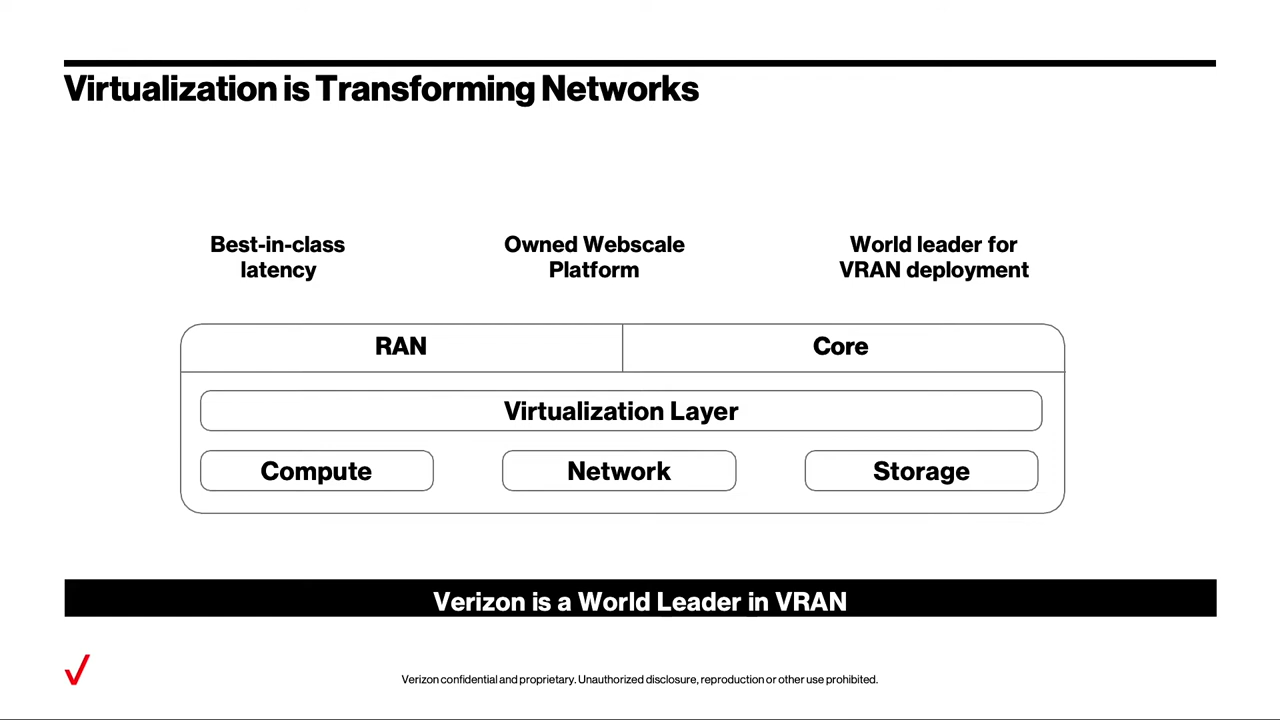 Virtualization is Transforming Networks
Best-in-class
latency
Owned Webscale
Platform
World leader for
VRAN deployment
RAN
Core
Virtualization Layer
Compute
Network
Storage
Verizon is a World Leader in VRAN
Verizon confidential and proprietary. Unauthorized disclosure, reproduction or other use prohibited.